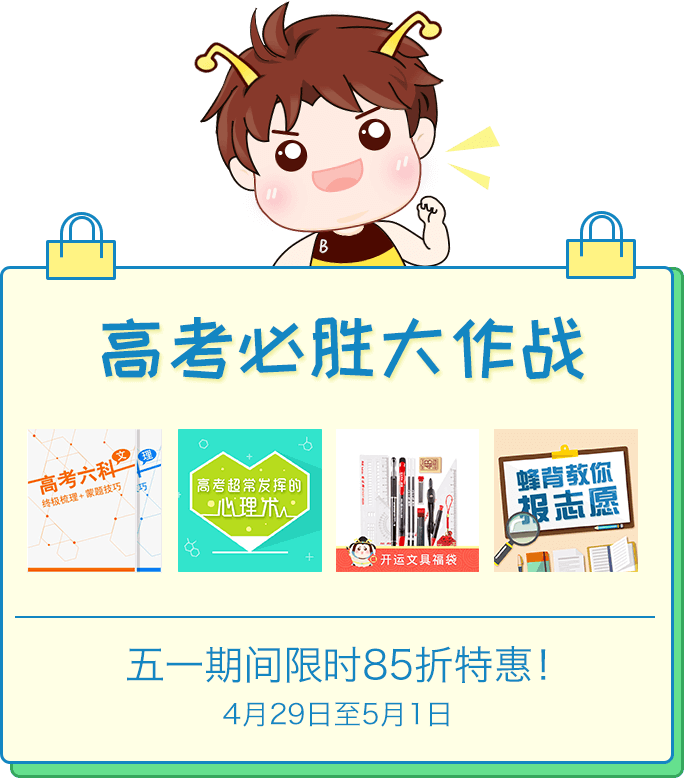 B
高考必胜大作战
高考六科
文
理
终极梳理+蒙题技巧
巧
高考超常发挥的
心理术
开运文具福袋
蜂背教你
报志愿
五一期间限时85折特惠！
4月29日至5月1日